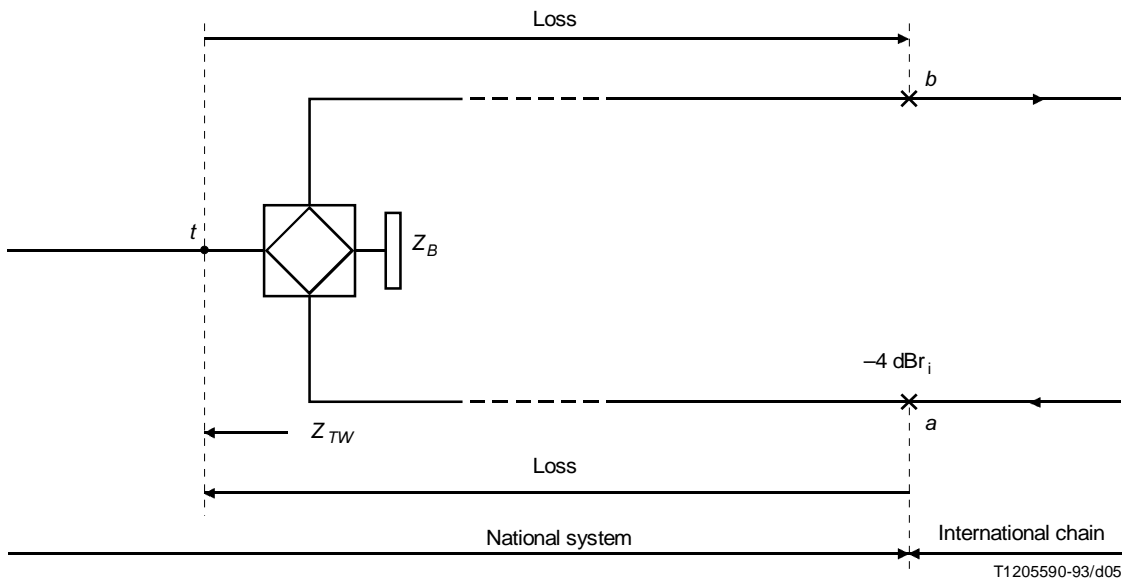 Loss
b
t
Z_B
–4 dBr_i
Z_TW
a
Loss
National system
International chain
T1205590-93/d05